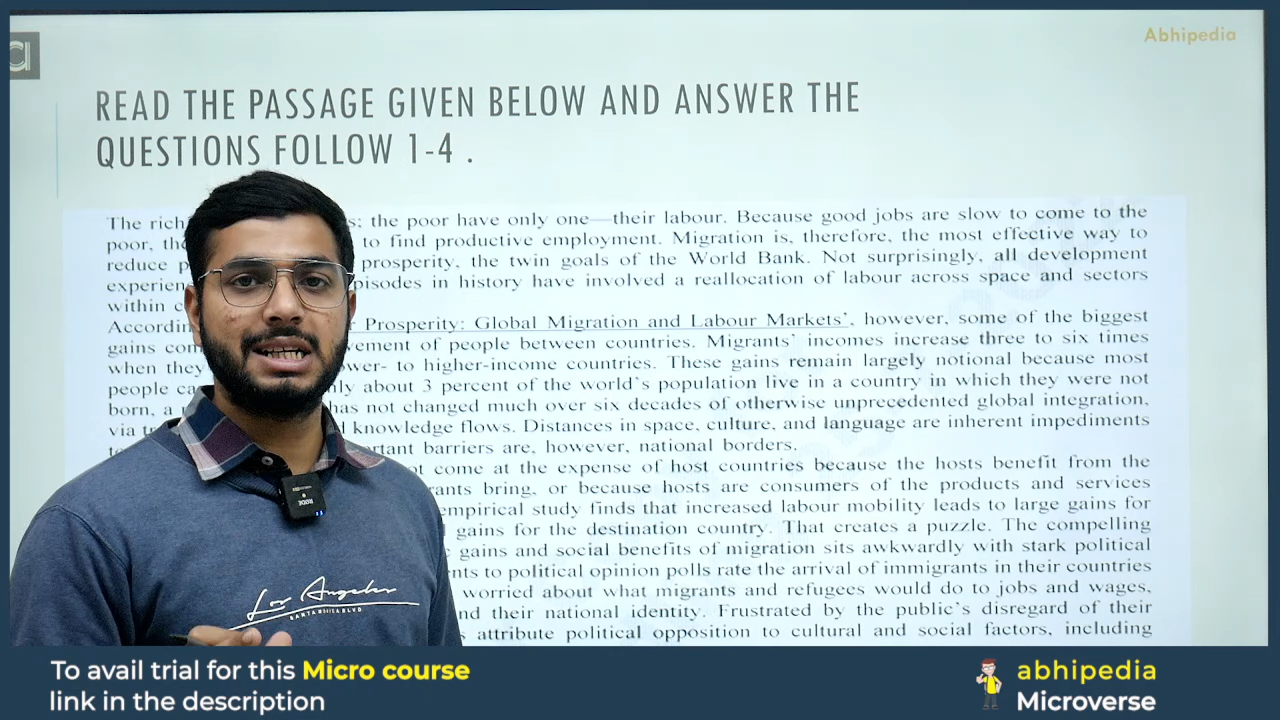 a
Abhipedia
READ THE PASSAGE GIVEN BELOW AND ANSWER THE
QUESTIONS FOLLOW 1-4 .
The rich s; the poor have only one—their labour. Because good jobs are slow to come to the
poor, to find productive employment. Migration is, therefore, the most effective way to
reduce prosperity, the twin goals of the World Bank. Not surprisingly, all development
pisodes in history have involved a reallocation of labour across space and sectors
within
r Prosperity: Global Migration and Labour Markets', however, some of the biggest
gains vement of people between countries. Migrants' incomes increase three to six times
when they ower- to higher-income countries. These gains remain largely notional because most
people nly about 3 percent of the world's population live in a country in which they were not
born, a has not changed much over six decades of otherwise unprecedented global integration,
via d knowledge flows. Distances in space, culture, and language are inherent impediments
rtant barriers are, however, national borders.
ot come at the expense of host countries because the hosts benefit from the
rants bring, or because hosts are consumers of the products and services
empirical study finds that increased labour mobility leads to large gains for
gains for the destination country. That creates a puzzle. The compelling
c gains and social benefits of migration sits awkwardly with stark political
nts to political opinion polls rate the arrival of immigrants in their countries
worried about what migrants and refugees would do to jobs and wages,
nd their national identity. Frustrated by the public's disregard of their
s attribute political opposition to cultural and social factors, including
RODE
Los Angeles
SANTA MONICA BLVD
To avail trial for this Micro course
link in the description
abhipedia
Microverse